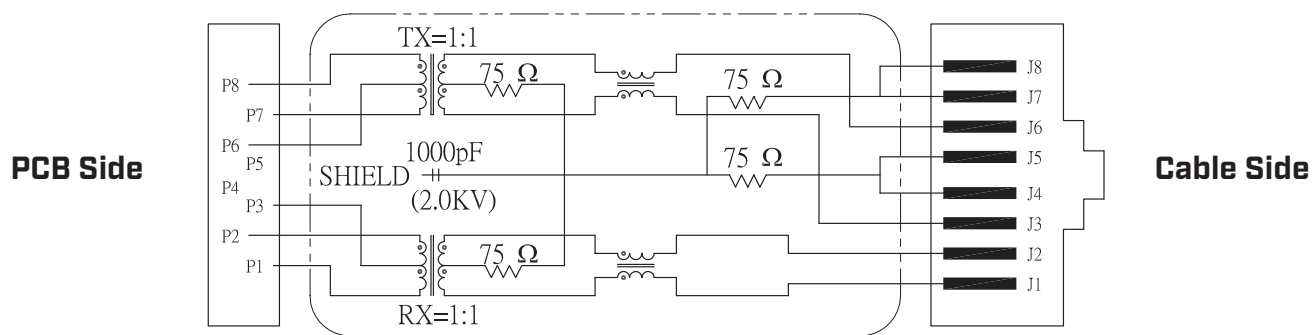 PCB Side
P8
P7
P6
P5
P4
P3
P2
P1
TX=1:1
75 Ω
1000pF
SHIELD
(2.0KV)
75 Ω
RX=1:1
75 Ω
75 Ω
J8
J7
J6
J5
J4
J3
J2
J1
Cable Side